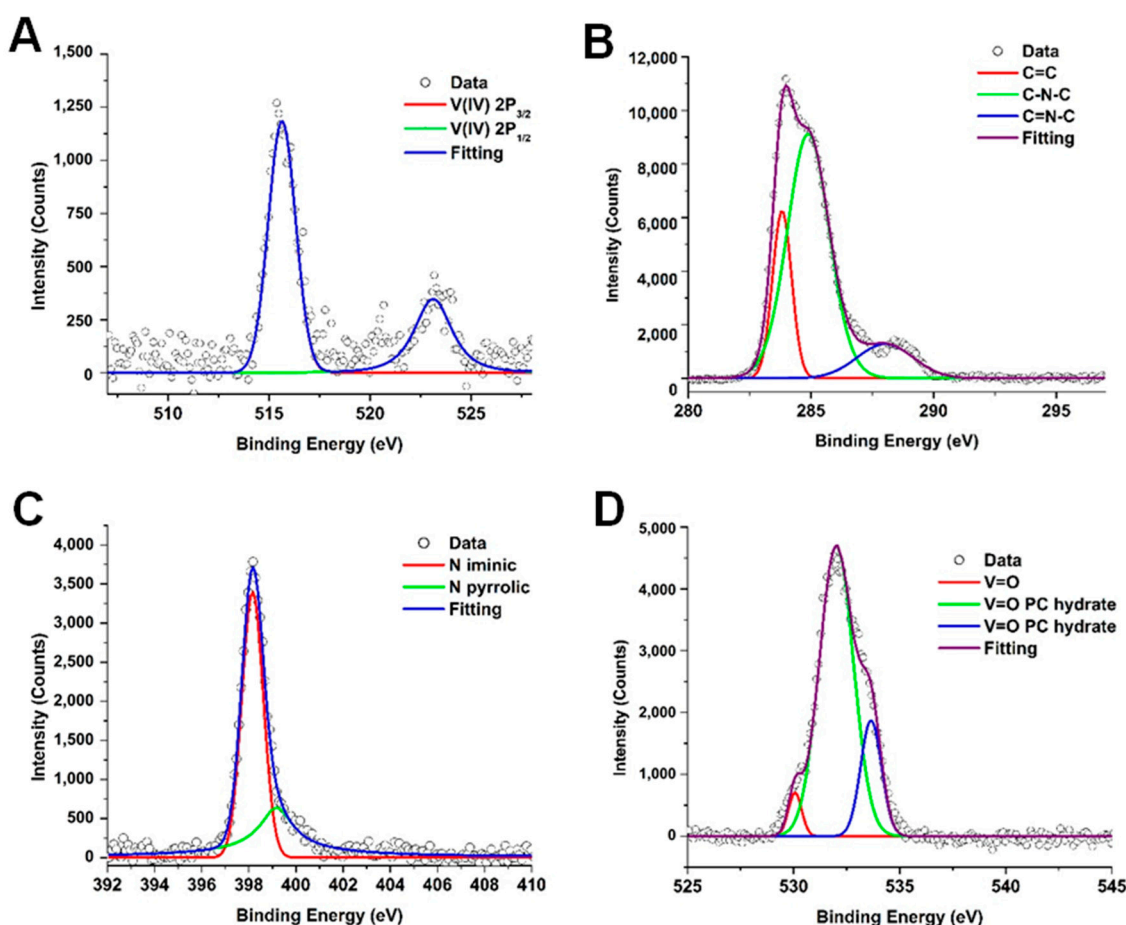 A
1,500
1,250
1,000
750
500
250
0
Intensity (Counts)
Data
V(IV) 2P3/2
V(IV) 2P1/2
Fitting
510
515
520
525
Binding Energy (eV)
B
12,000
10,000
8,000
6,000
4,000
2,000
0
Intensity (Counts)
Data
C=C
C-N-C
C=N-C
Fitting
280
285
290
295
Binding Energy (eV)
C
4,000
3,500
3,000
2,500
2,000
1,500
1,000
500
0
Intensity (Counts)
Data
N iminic
N pyrrolic
Fitting
392
394
396
398
400
402
404
406
408
410
Binding Energy (eV)
D
5,000
4,000
3,000
2,000
1,000
0
Intensity (Counts)
Data
V=O
V=O PC hydrate
V=O PC hydrate
Fitting
525
530
535
540
545
Binding Energy (eV)